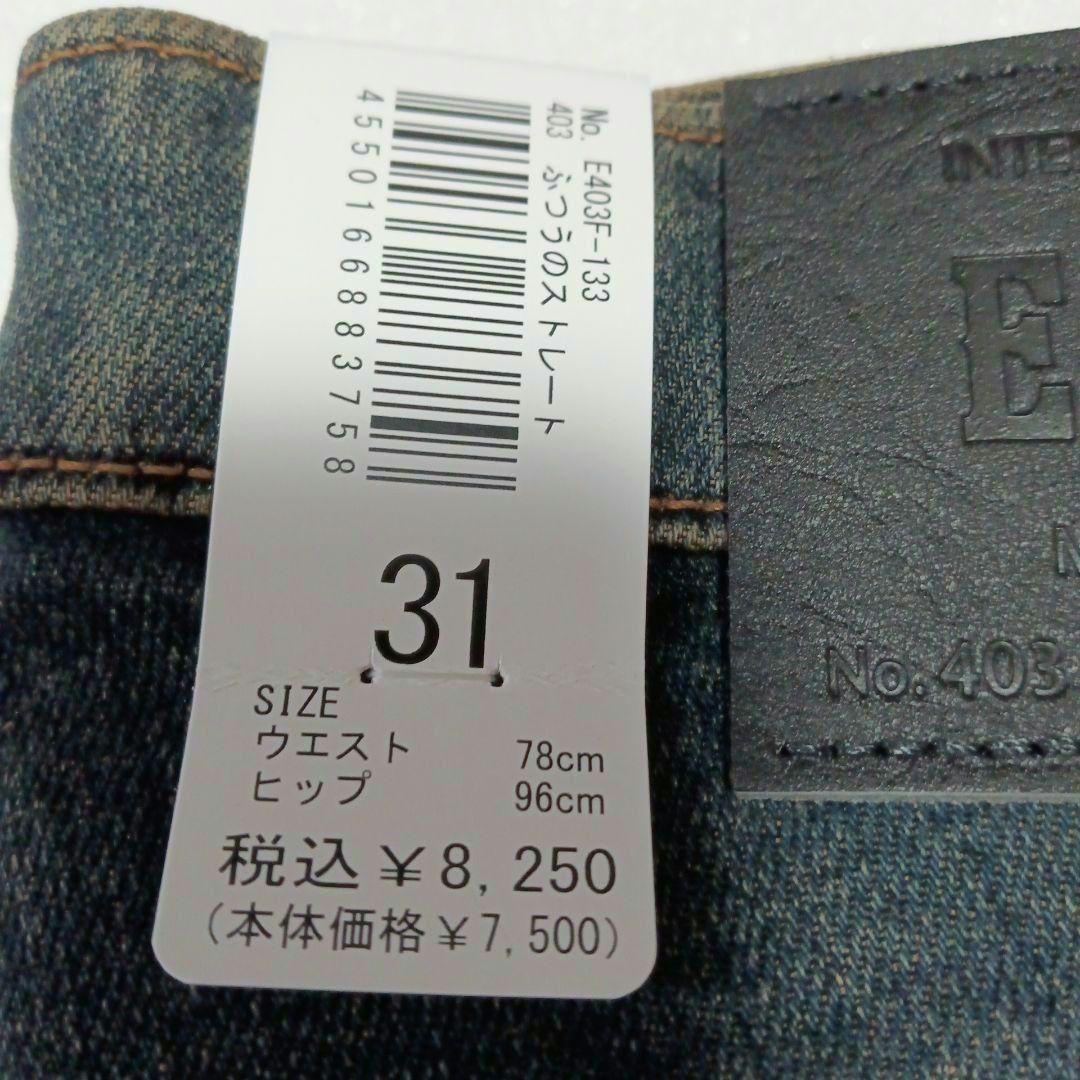 No. E403F-133
403 ふつうのストレート
4550166883758
31
SIZE
ウエスト 78cm
ヒップ 96cm
税込 ¥8,250
(本体価格¥7,500)
E
No.403